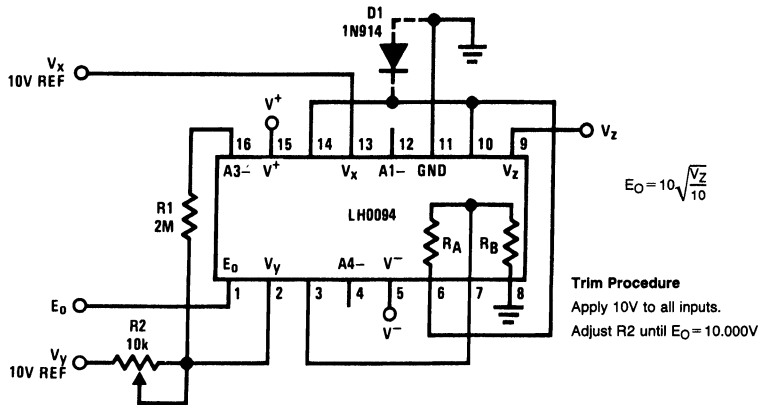 D1
1N914
Vx
10V REF
V+
Vz
16 15 14 13 12 11 10 9
A3– V+ Vx A1– GND Vz
R1
2M
LH0094
RA RB
Eo Vy A4– V–
1 2 3 4 5 6 7 8
Eo
V–
R2
10k
Vy
10V REF
EO=10√VZ/10
Trim Procedure
Apply 10V to all inputs.
Adjust R2 until EO=10.000V